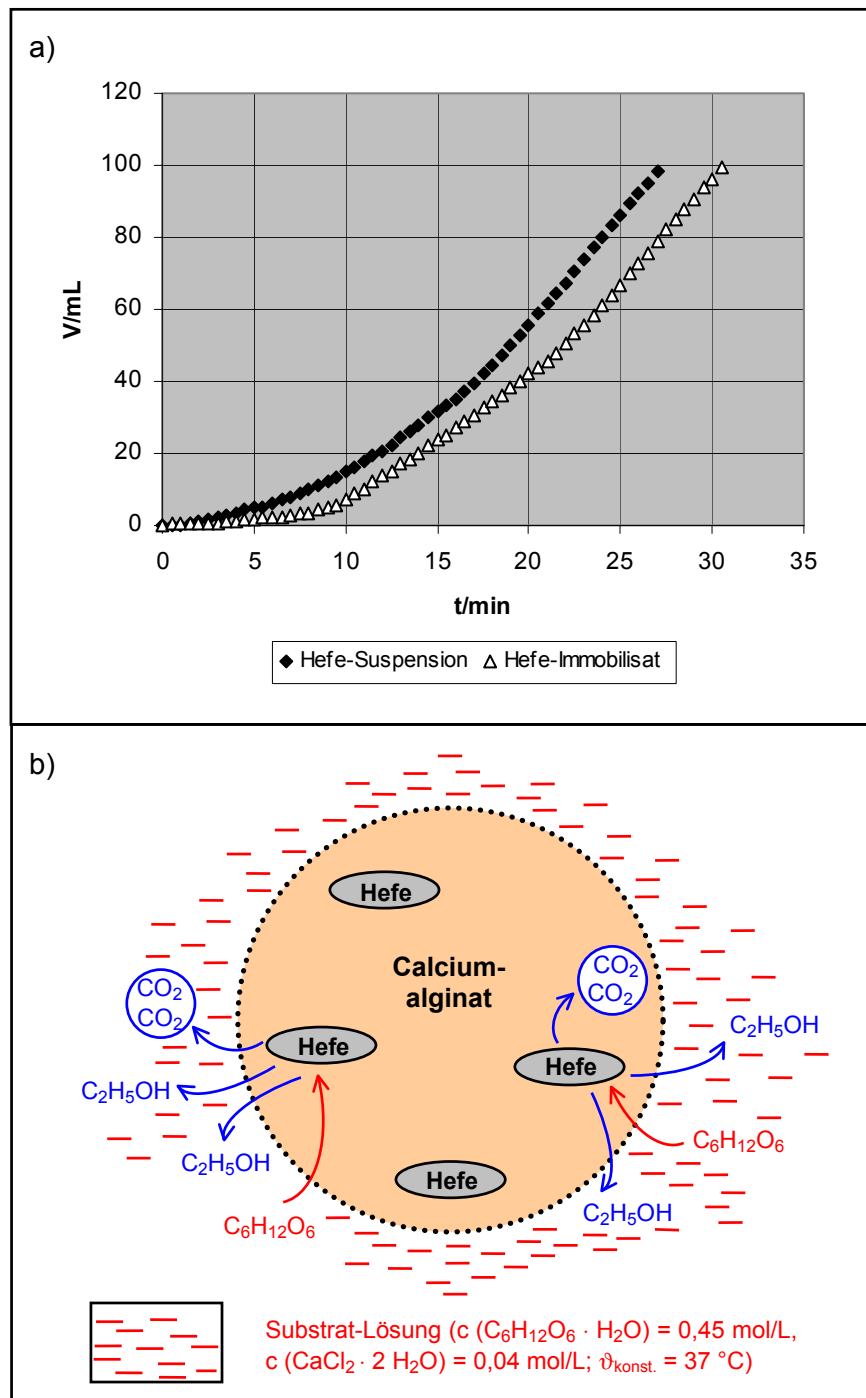 a)
120
100
80
60
40
20
0
V/mL
0 5 10 15 20 25 30 35
t/min
Hefe-Suspension Hefe-Immobilisat
b)
Hefe
Calcium-
alginat
CO₂
CO₂
CO₂
CO₂
C₂H₅OH
Hefe
Hefe
C₂H₅OH
C₂H₅OH
C₆H₁₂O₆
Hefe
C₂H₅OH
C₆H₁₂O₆
Substrat-Lösung (c (C₆H₁₂O₆ · H₂O) = 0,45 mol/L,
c (CaCl₂ · 2 H₂O) = 0,04 mol/L; ϑkonst. = 37 °C)